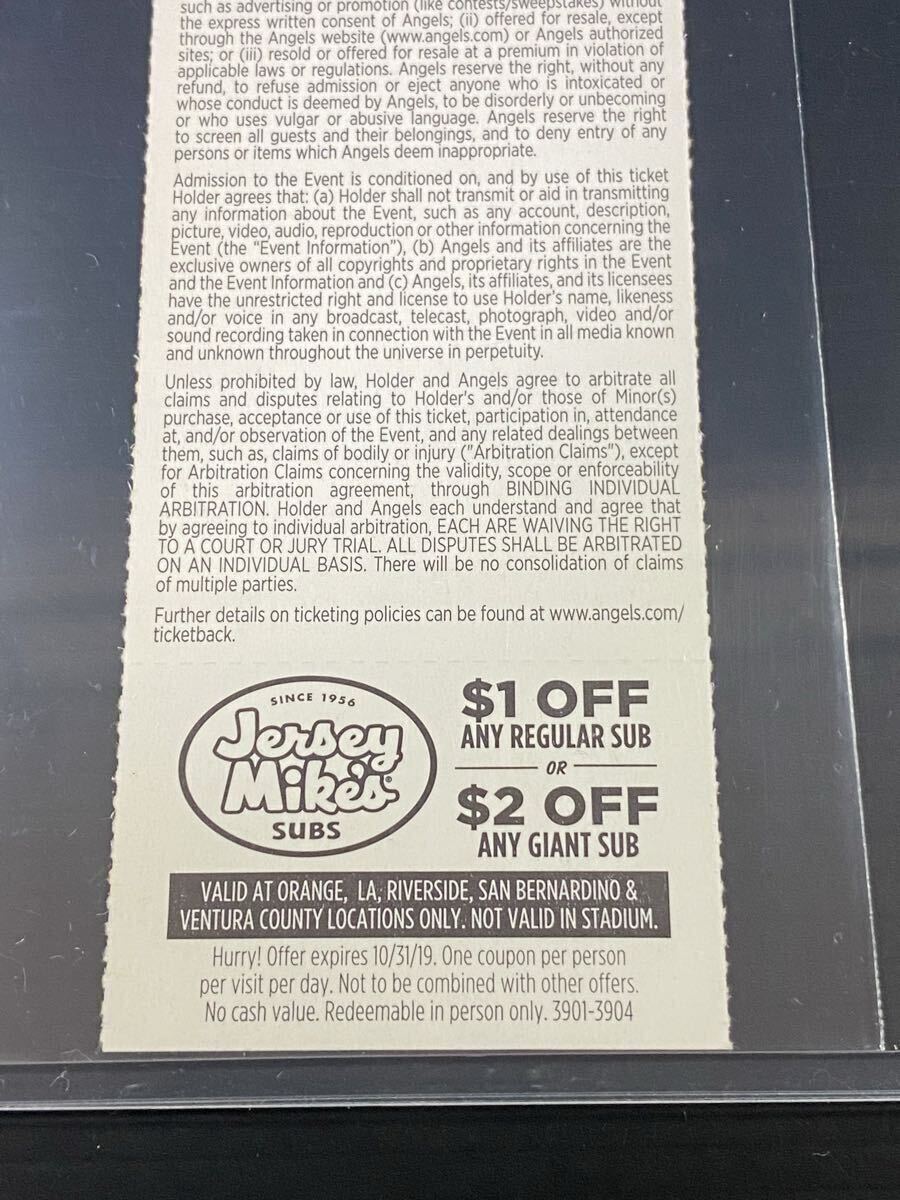 such as advertising or promotion (like contests/sweepstakes) without
the express written consent of Angels; (ii) offered for resale, except
through the Angels website (www.angels.com) or Angels authorized
sites; or (iii) resold or offered for resale at a premium in violation of
applicable laws or regulations. Angels reserve the right, without any
refund, to refuse admission or eject anyone who is intoxicated or
whose conduct is deemed by Angels, to be disorderly or unbecoming
or who uses vulgar or abusive language. Angels reserve the right
to screen all guests and their belongings, and to deny entry of any
persons or items which Angels deem inappropriate.
Admission to the Event is conditioned on, and by use of this ticket
Holder agrees that: (a) Holder shall not transmit or aid in transmitting
any information about the Event, such as any account, description,
picture, video, audio, reproduction or other information concerning the
Event (the “Event Information”), (b) Angels and its affiliates are the
exclusive owners of all copyrights and proprietary rights in the Event
and the Event Information and (c) Angels, its affiliates, and its licensees
have the unrestricted right and license to use Holder's name, likeness
and/or voice in any broadcast, telecast, photograph, video and/or
sound recording taken in connection with the Event in all media known
and unknown throughout the universe in perpetuity.
Unless prohibited by law, Holder and Angels agree to arbitrate all
claims and disputes relating to Holder's and/or those of Minor(s)
purchase, acceptance or use of this ticket, participation in, attendance
at, and/or observation of the Event, and any related dealings between
them, such as, claims of bodily or injury ("Arbitration Claims"), except
for Arbitration Claims concerning the validity, scope or enforceability
of this arbitration agreement, through BINDING INDIVIDUAL
ARBITRATION. Holder and Angels each understand and agree that
by agreeing to individual arbitration, EACH ARE WAIVING THE RIGHT
TO A COURT OR JURY TRIAL. ALL DISPUTES SHALL BE ARBITRATED
ON AN INDIVIDUAL BASIS. There will be no consolidation of claims
of multiple parties.
Further details on ticketing policies can be found at www.angels.com/
ticketback.
SINCE 1956
Jersey
Mike's®
SUBS
$1 OFF
ANY REGULAR SUB
OR
$2 OFF
ANY GIANT SUB
VALID AT ORANGE, LA, RIVERSIDE, SAN BERNARDINO &
VENTURA COUNTY LOCATIONS ONLY. NOT VALID IN STADIUM.
Hurry! Offer expires 10/31/19. One coupon per person
per visit per day. Not to be combined with other offers.
No cash value. Redeemable in person only. 3901-3904